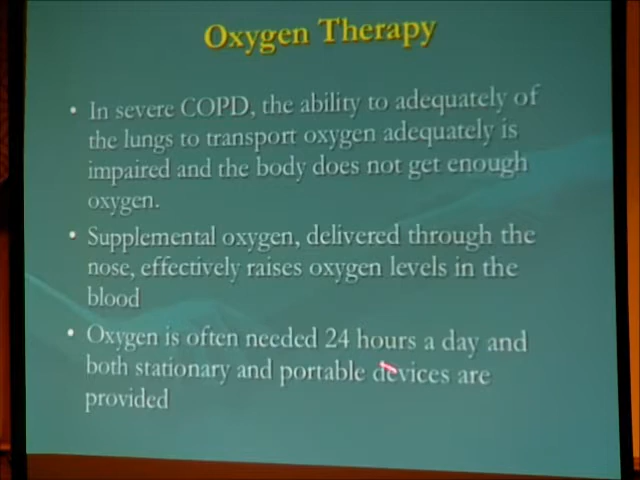 Oxygen Therapy
• In severe COPD, the ability to adequately of
the lungs to transport oxygen adequately is
impaired and the body does not get enough
oxygen.
• Supplemental oxygen, delivered through the
nose, effectively raises oxygen levels in the
blood
• Oxygen is often needed 24 hours a day and
both stationary and portable devices are
provided